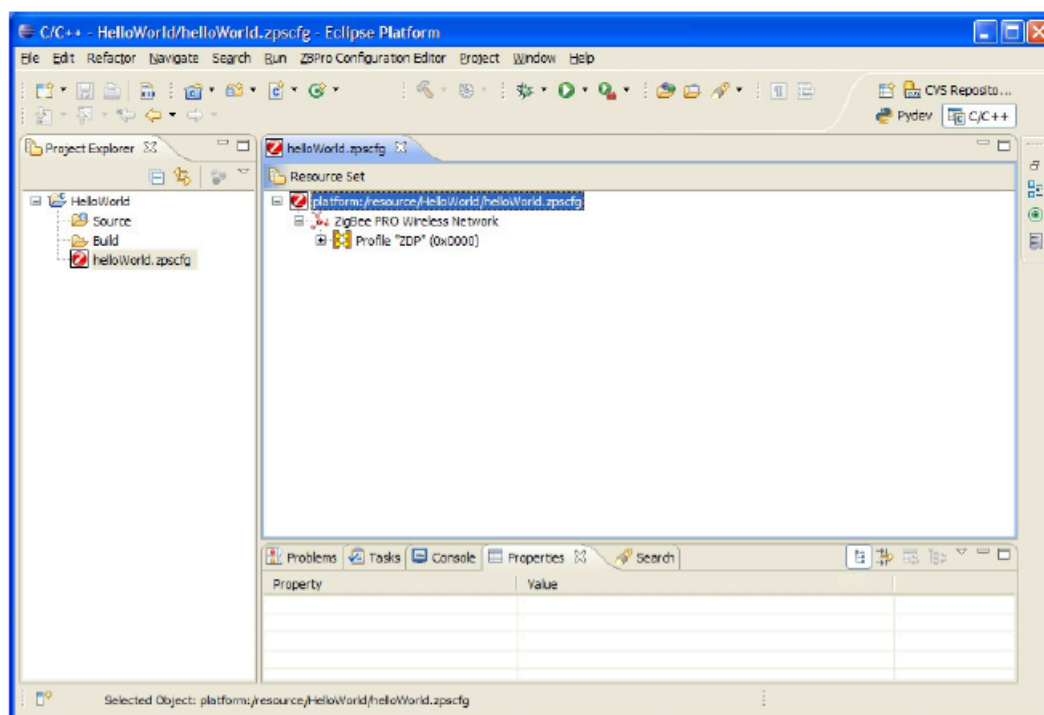 C/C++ - HelloWorld/helloWorld.zpscfg - Eclipse Platform
File Edit Refactor Navigate Search Run ZBPro Configuration Editor Project Window Help
CVS Reposito...
Pydev C/C++
Project Explorer
helloWorld.zpscfg
Resource Set
HelloWorld
Source
Build
helloWorld.zpscfg
platform:/resource/HelloWorld/helloWorld.zpscfg
ZigBee PRO Wireless Network
Profile "ZDP" (0x0000)
Problems Tasks Console Properties Search
Property Value
Selected Object: platform:/resource/HelloWorld/helloWorld.zpscfg